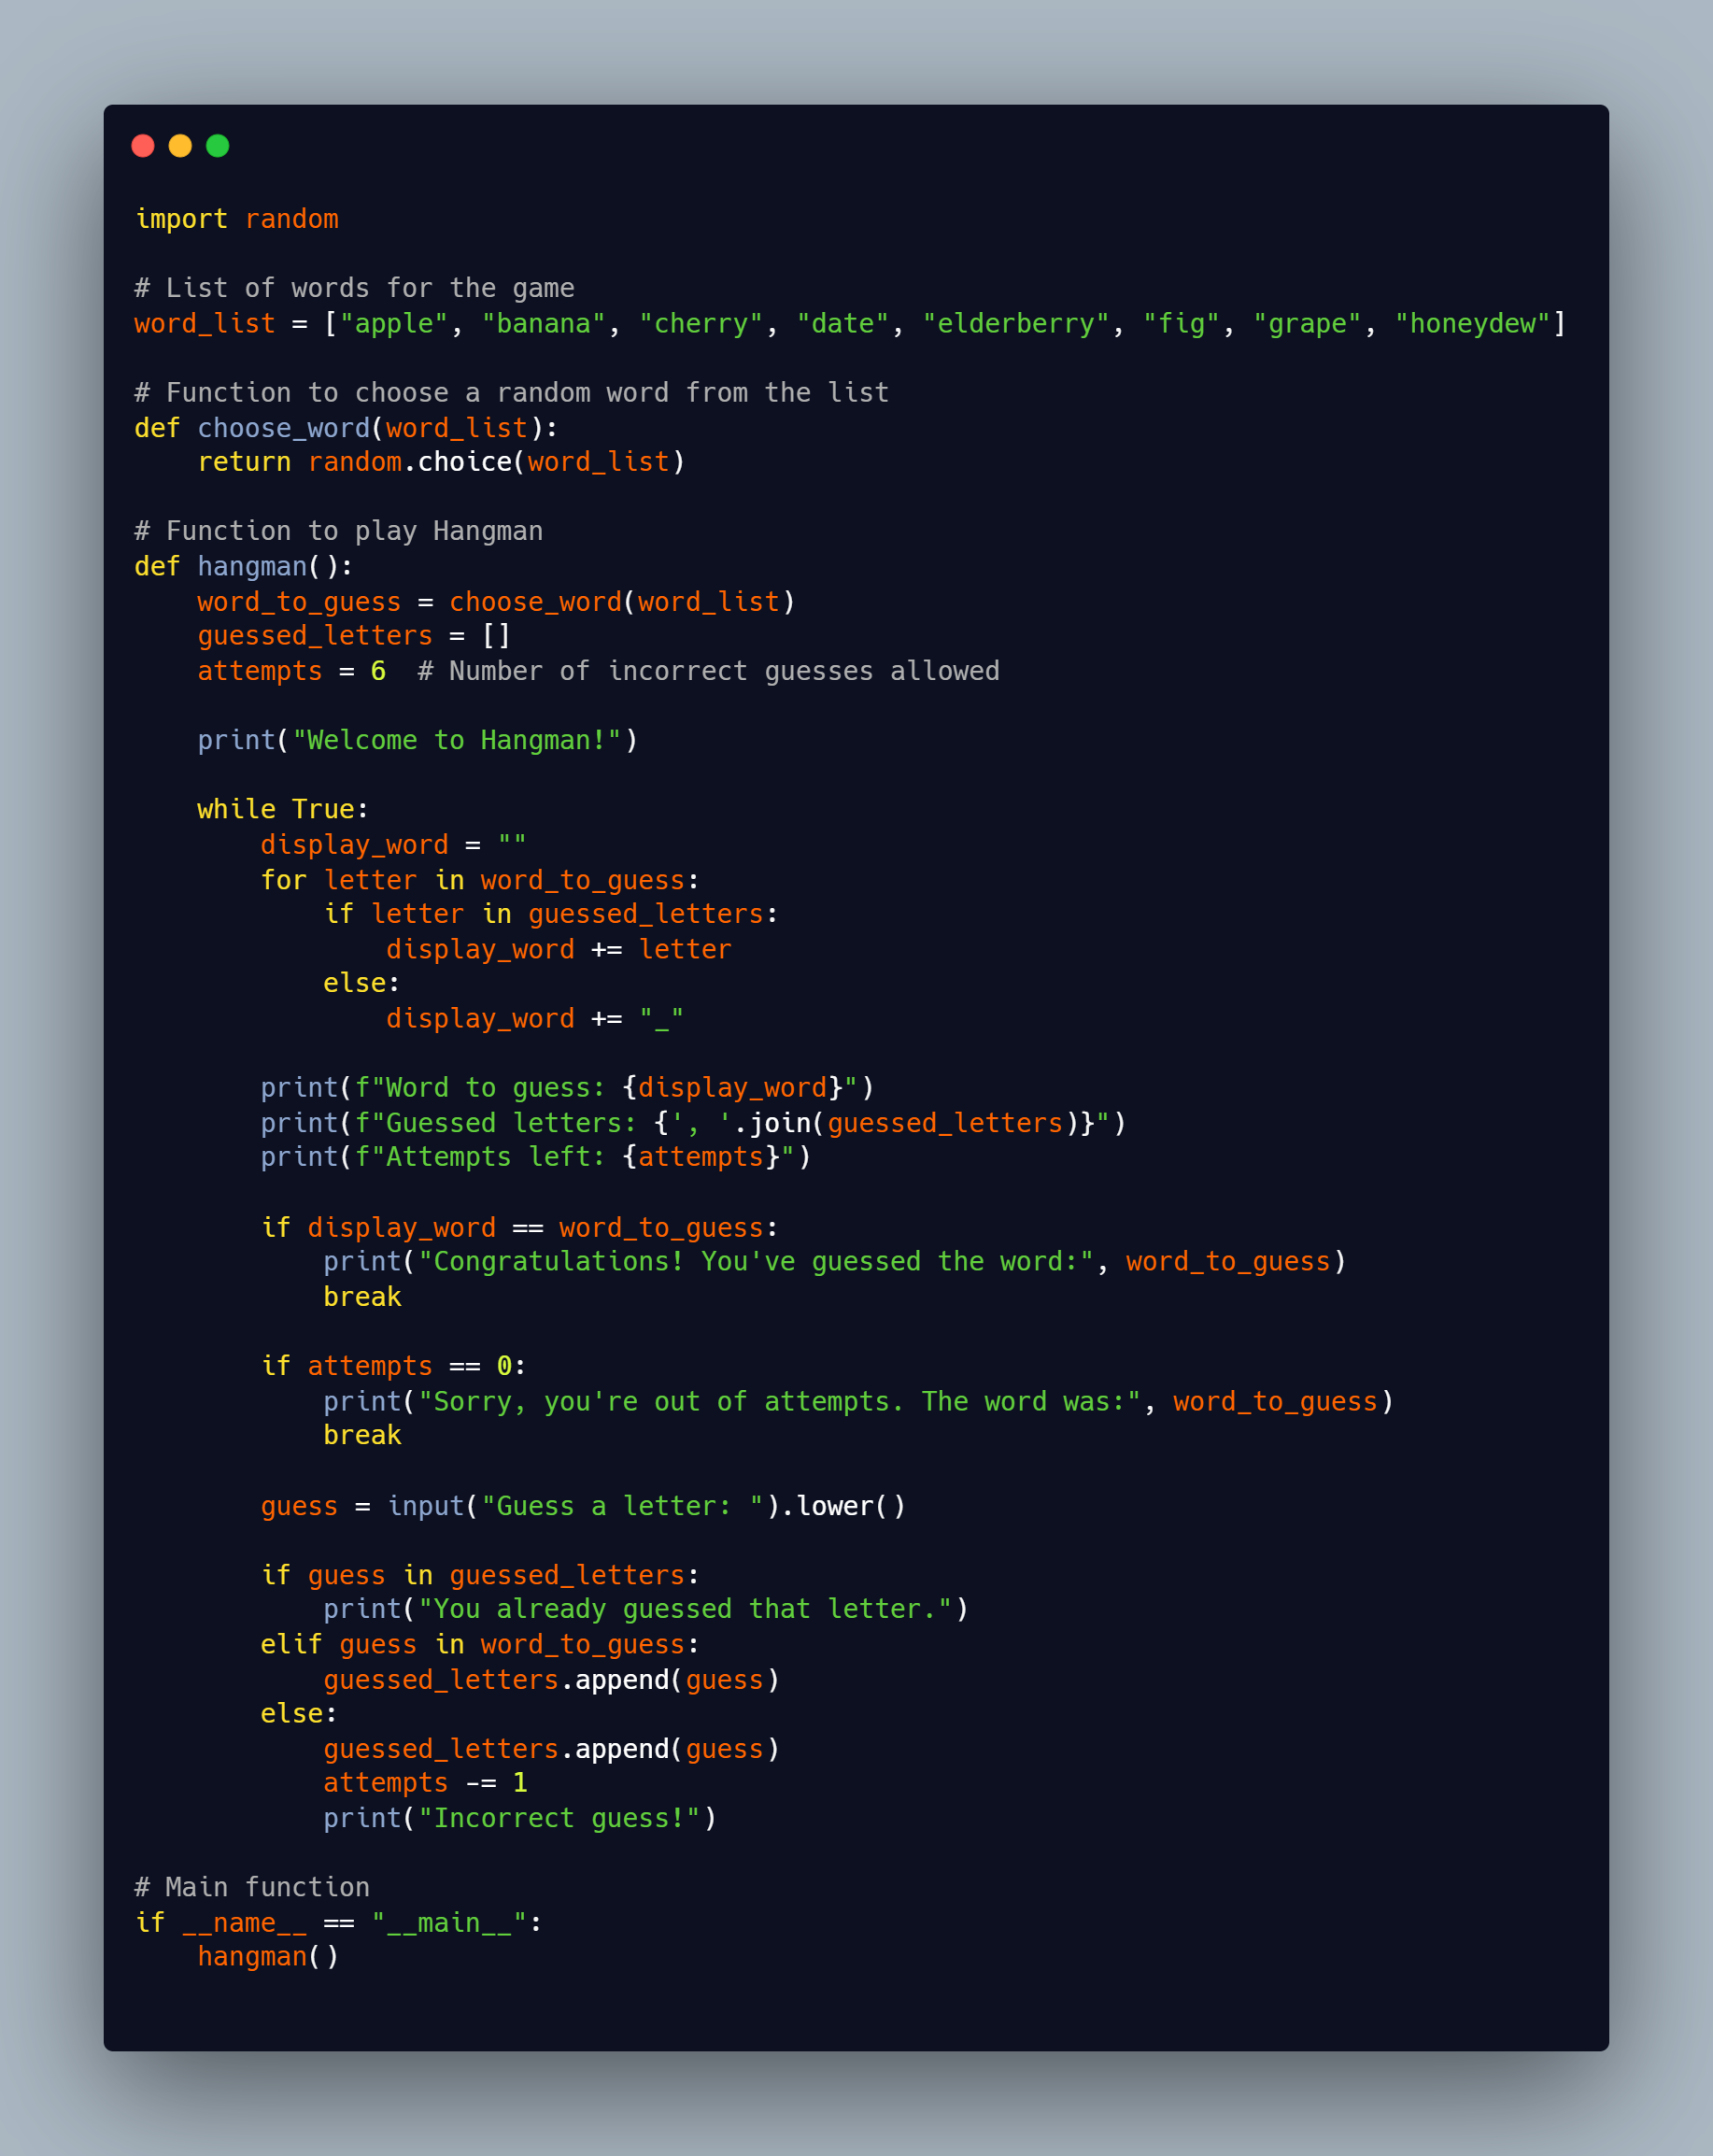 import random
# List of words for the game
word_list = ["apple", "banana", "cherry", "date", "elderberry", "fig", "grape", "honeydew"]
# Function to choose a random word from the list
def choose_word(word_list):
    return random.choice(word_list)
# Function to play Hangman
def hangman():
    word_to_guess = choose_word(word_list)
    guessed_letters = []
    attempts = 6  # Number of incorrect guesses allowed
    print("Welcome to Hangman!")
    while True:
        display_word = ""
        for letter in word_to_guess:
            if letter in guessed_letters:
                display_word += letter
            else:
                display_word += "_"
        print(f"Word to guess: {display_word}")
        print(f"Guessed letters: {', '.join(guessed_letters)}")
        print(f"Attempts left: {attempts}")
        if display_word == word_to_guess:
            print("Congratulations! You've guessed the word:", word_to_guess)
            break
        if attempts == 0:
            print("Sorry, you're out of attempts. The word was:", word_to_guess)
            break
        guess = input("Guess a letter: ").lower()
        if guess in guessed_letters:
            print("You already guessed that letter.")
        elif guess in word_to_guess:
            guessed_letters.append(guess)
        else:
            guessed_letters.append(guess)
            attempts -= 1
            print("Incorrect guess!")
# Main function
if __name__ == "__main__":
    hangman()